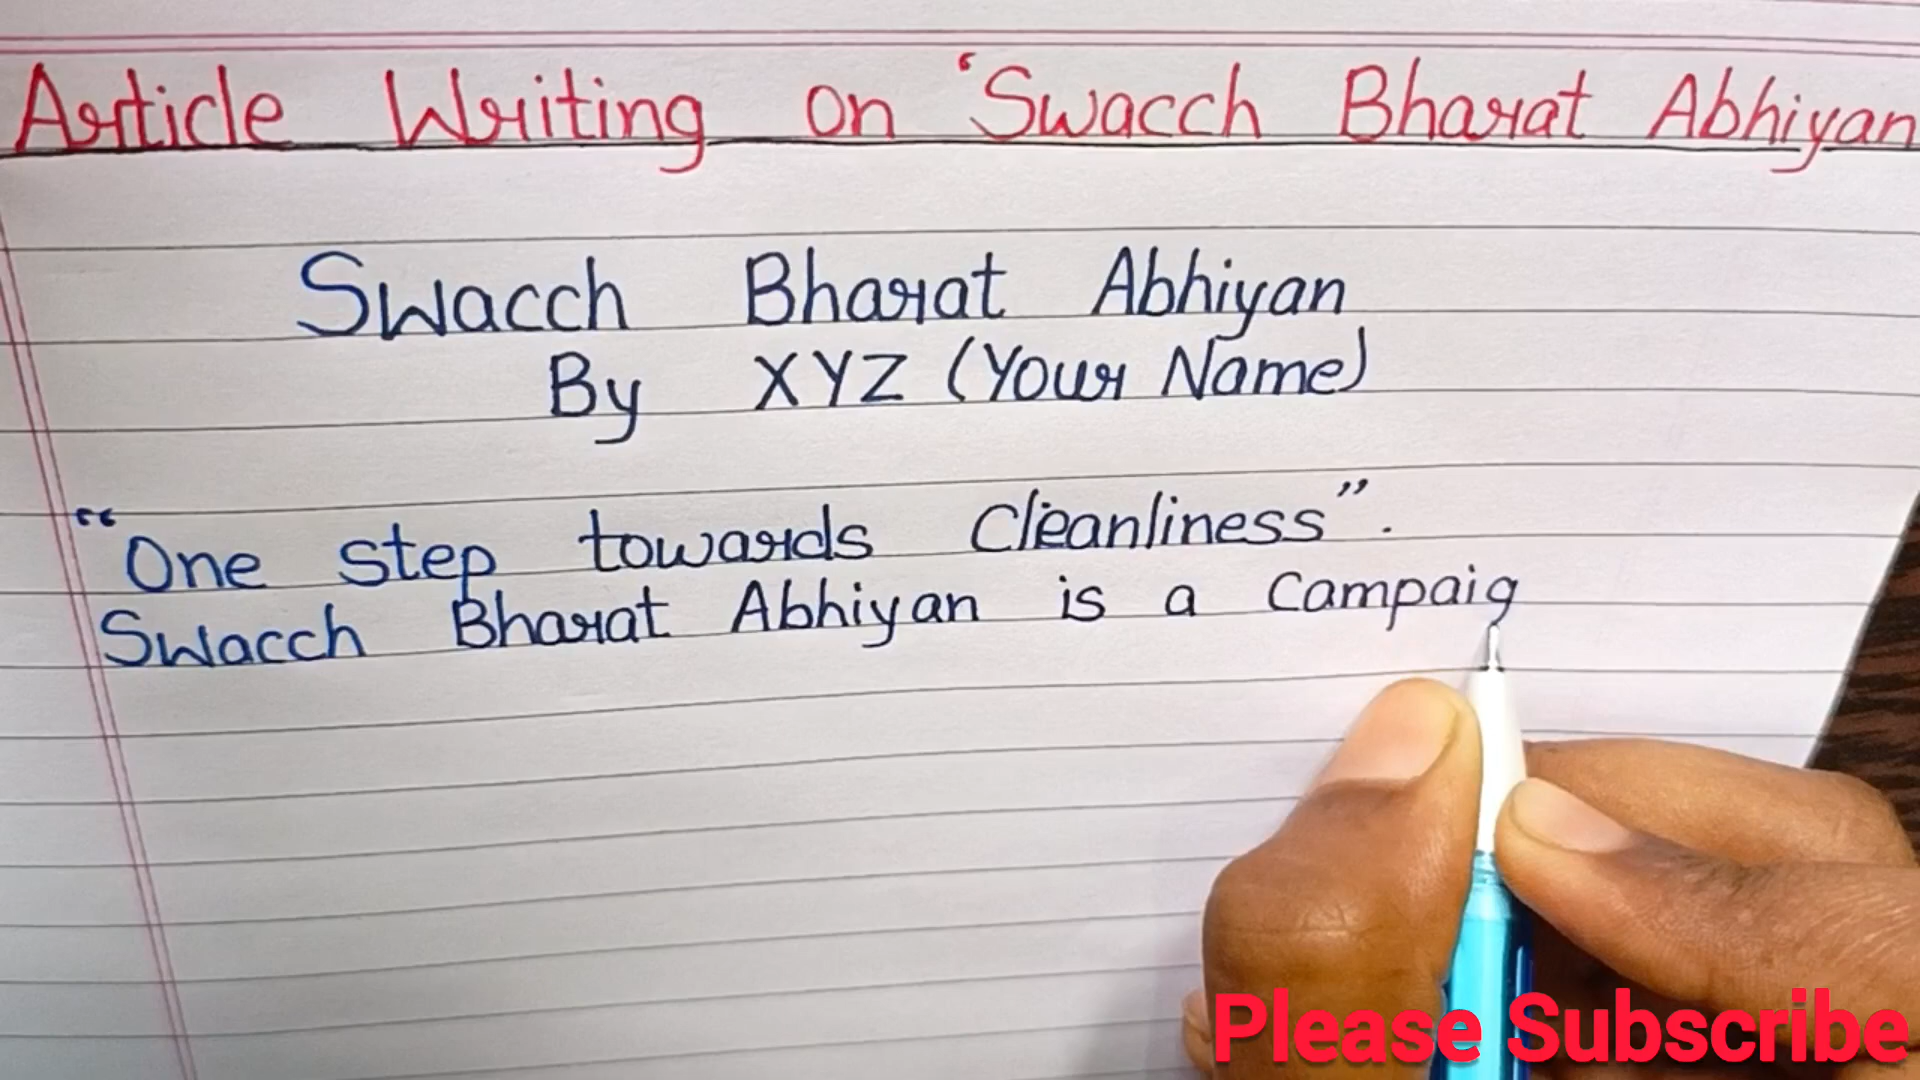 Article Writing on 'Swacch Bharat Abhiyan
Swacch Bharat Abhiyan
By XYZ (Your Name)
"One step towards Cleanliness".
Swacch Bharat Abhiyan is a Campaig
Please Subscribe